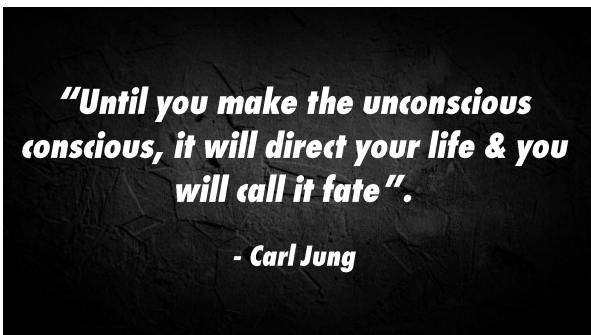 “Until you make the unconscious
conscious, it will direct your life & you
will call it fate”.
- Carl Jung